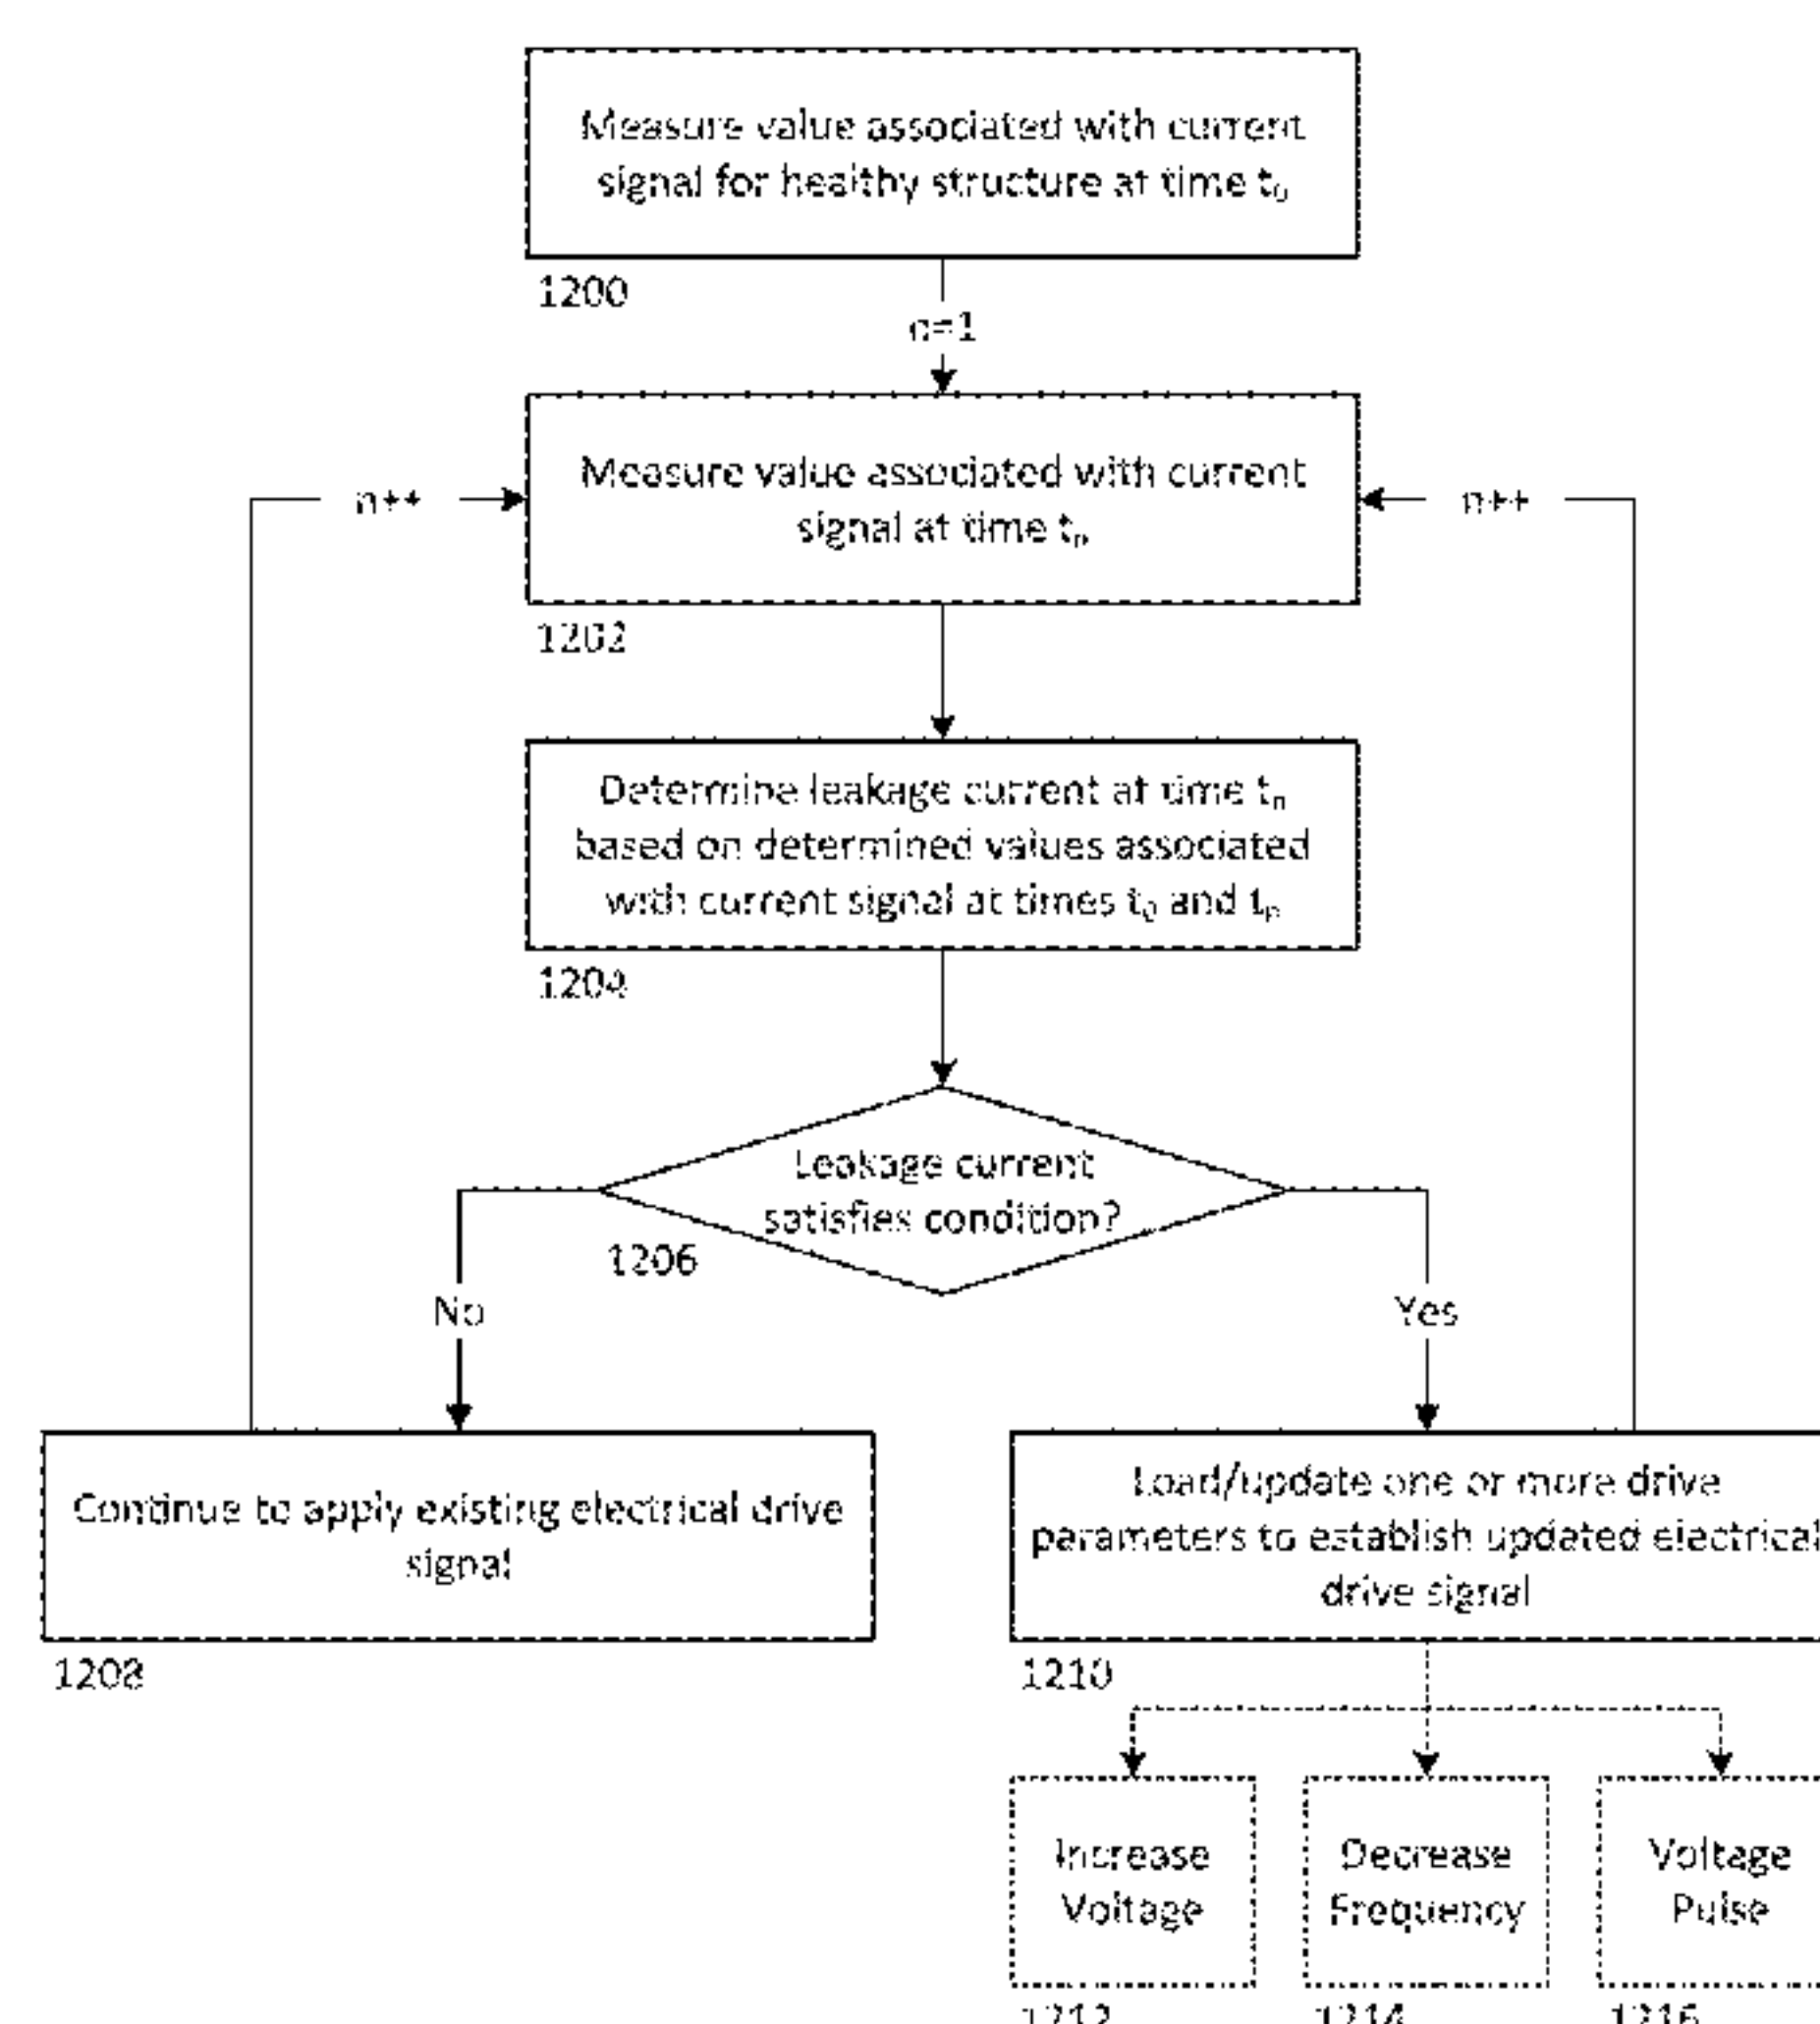 Measure value associated with current
signal for healthy structure at time t₀
1200
n=1
Measure value associated with current
signal at time tₙ
n++
n++
1202
Determine leakage current at time tₙ
based on determined values associated
with current signal at times t₀ and tₙ
1204
Leakage current
satisfies condition?
1206
No
Yes
Continue to apply existing electrical drive
signal
1208
Load/update one or more drive
parameters to establish updated electrical
drive signal
1210
Increase
Voltage
Decrease
Frequency
Voltage
Pulse
1212
1214
1216